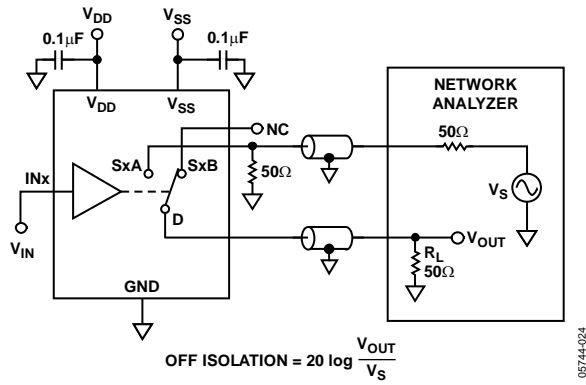 VDD
VSS
0.1µF
0.1µF
VDD
VSS
NETWORK
ANALYZER
NC
50Ω
SxA
SxB
50Ω
INx
VS
D
VOUT
VIN
RL
50Ω
GND
OFF ISOLATION = 20 log VOUT
VS
05744-024